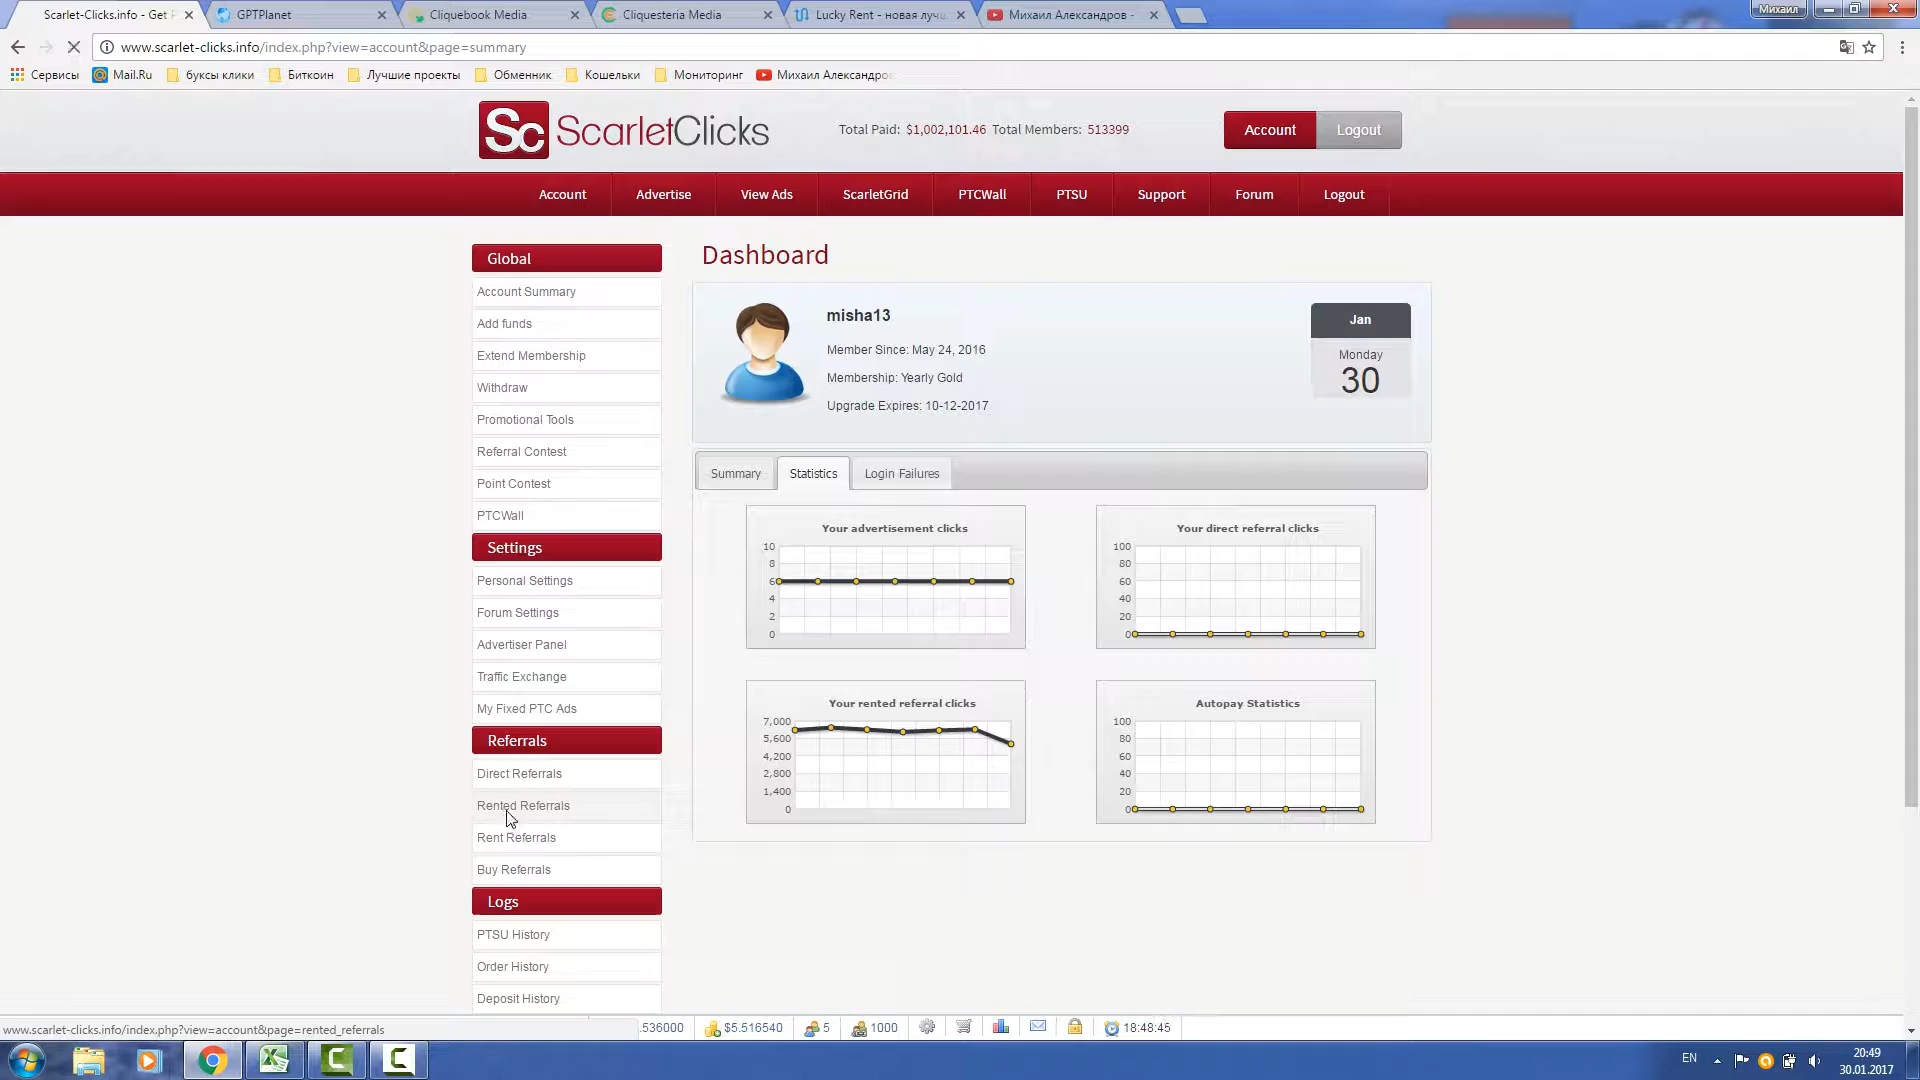 Scarlet-Clicks.info - Get P
GPTPlanet
Cliquebook Media
Cliquesteria Media
Lucky Rent - новая лучш
Михаил Александров -
Михаил
www.scarlet-clicks.info/index.php?view=account&page=summary
Сервисы
Mail.Ru
буксы клики
Биткоин
Лучшие проекты
Обменник
Кошельки
Мониторинг
Михаил Александров
Sc ScarletClicks
Total Paid: $1,002,101.46 Total Members: 513399
Account Logout
Account Advertise View Ads ScarletGrid PTCWall PTSU Support Forum Logout
Global
Account Summary
Add funds
Extend Membership
Withdraw
Promotional Tools
Referral Contest
Point Contest
PTCWall
Settings
Personal Settings
Forum Settings
Advertiser Panel
Traffic Exchange
My Fixed PTC Ads
Referrals
Direct Referrals
Rented Referrals
Rent Referrals
Buy Referrals
Logs
PTSU History
Order History
Deposit History
Dashboard
misha13
Member Since: May 24, 2016
Membership: Yearly Gold
Upgrade Expires: 10-12-2017
Jan
Monday
30
Summary Statistics Login Failures
Your advertisement clicks
10
8
6
4
2
0
Your direct referral clicks
100
80
60
40
20
0
Your rented referral clicks
7,000
5,600
4,200
2,800
1,400
0
Autopay Statistics
100
80
60
40
20
0
www.scarlet-clicks.info/index.php?view=account&page=rented_referrals
.536000 $5.516540 5 1000 18:48:45
EN
20:49
30.01.2017